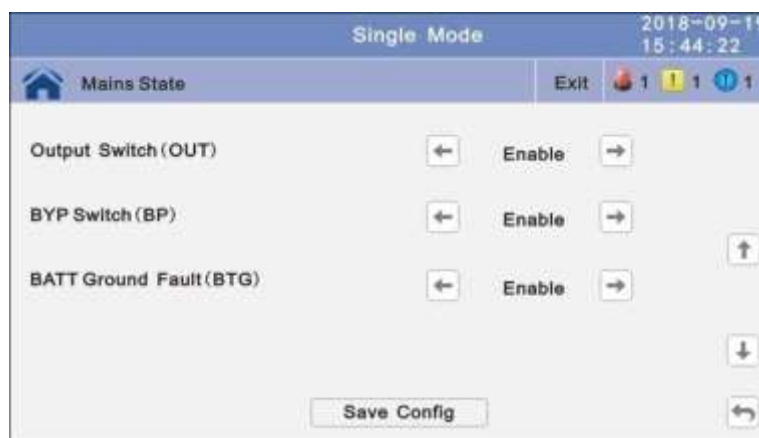 Single Mode
2018-09-19
15:44:22
Mains State Exit 1 1 1
Output Switch(OUT) Enable
BYP Switch(BP) Enable
BATT Ground Fault(BTG) Enable
Save Config